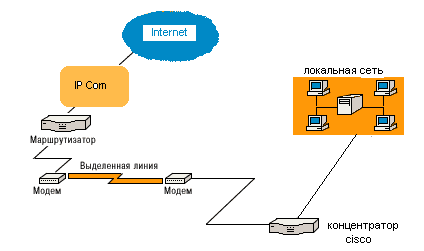 Internet
IP Com
локальная сеть
Маршрутизатор
Выделенная линия
Модем
Модем
концентратор
cisco